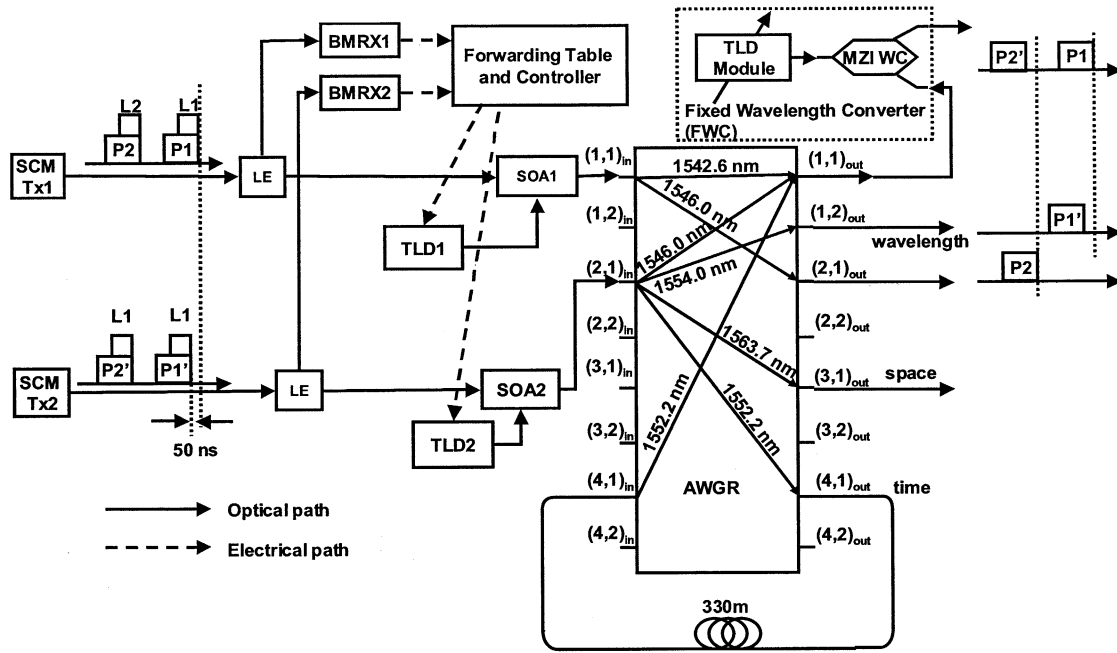 BMRX1
BMRX2
Forwarding Table
and Controller
TLD
Module
MZI WC
Fixed Wavelength Converter
(FWC)
P2'
P1
L2
L1
P2
P1
SCM
Tx1
LE
SOA1
TLD1
(1,1)in
(1,2)in
(2,1)in
(2,2)in
(3,1)in
(3,2)in
(4,1)in
(4,2)in
1542.6 nm
1546.0 nm
1546.0 nm
1554.0 nm
1563.7 nm
1552.2 nm
1552.2 nm
AWGR
(1,1)out
(1,2)out
wavelength
(2,1)out
(2,2)out
(3,1)out
space
(3,2)out
(4,1)out
time
(4,2)out
P1'
P2
L1
L1
P2'
P1'
SCM
Tx2
LE
SOA2
TLD2
50 ns
Optical path
Electrical path
330m